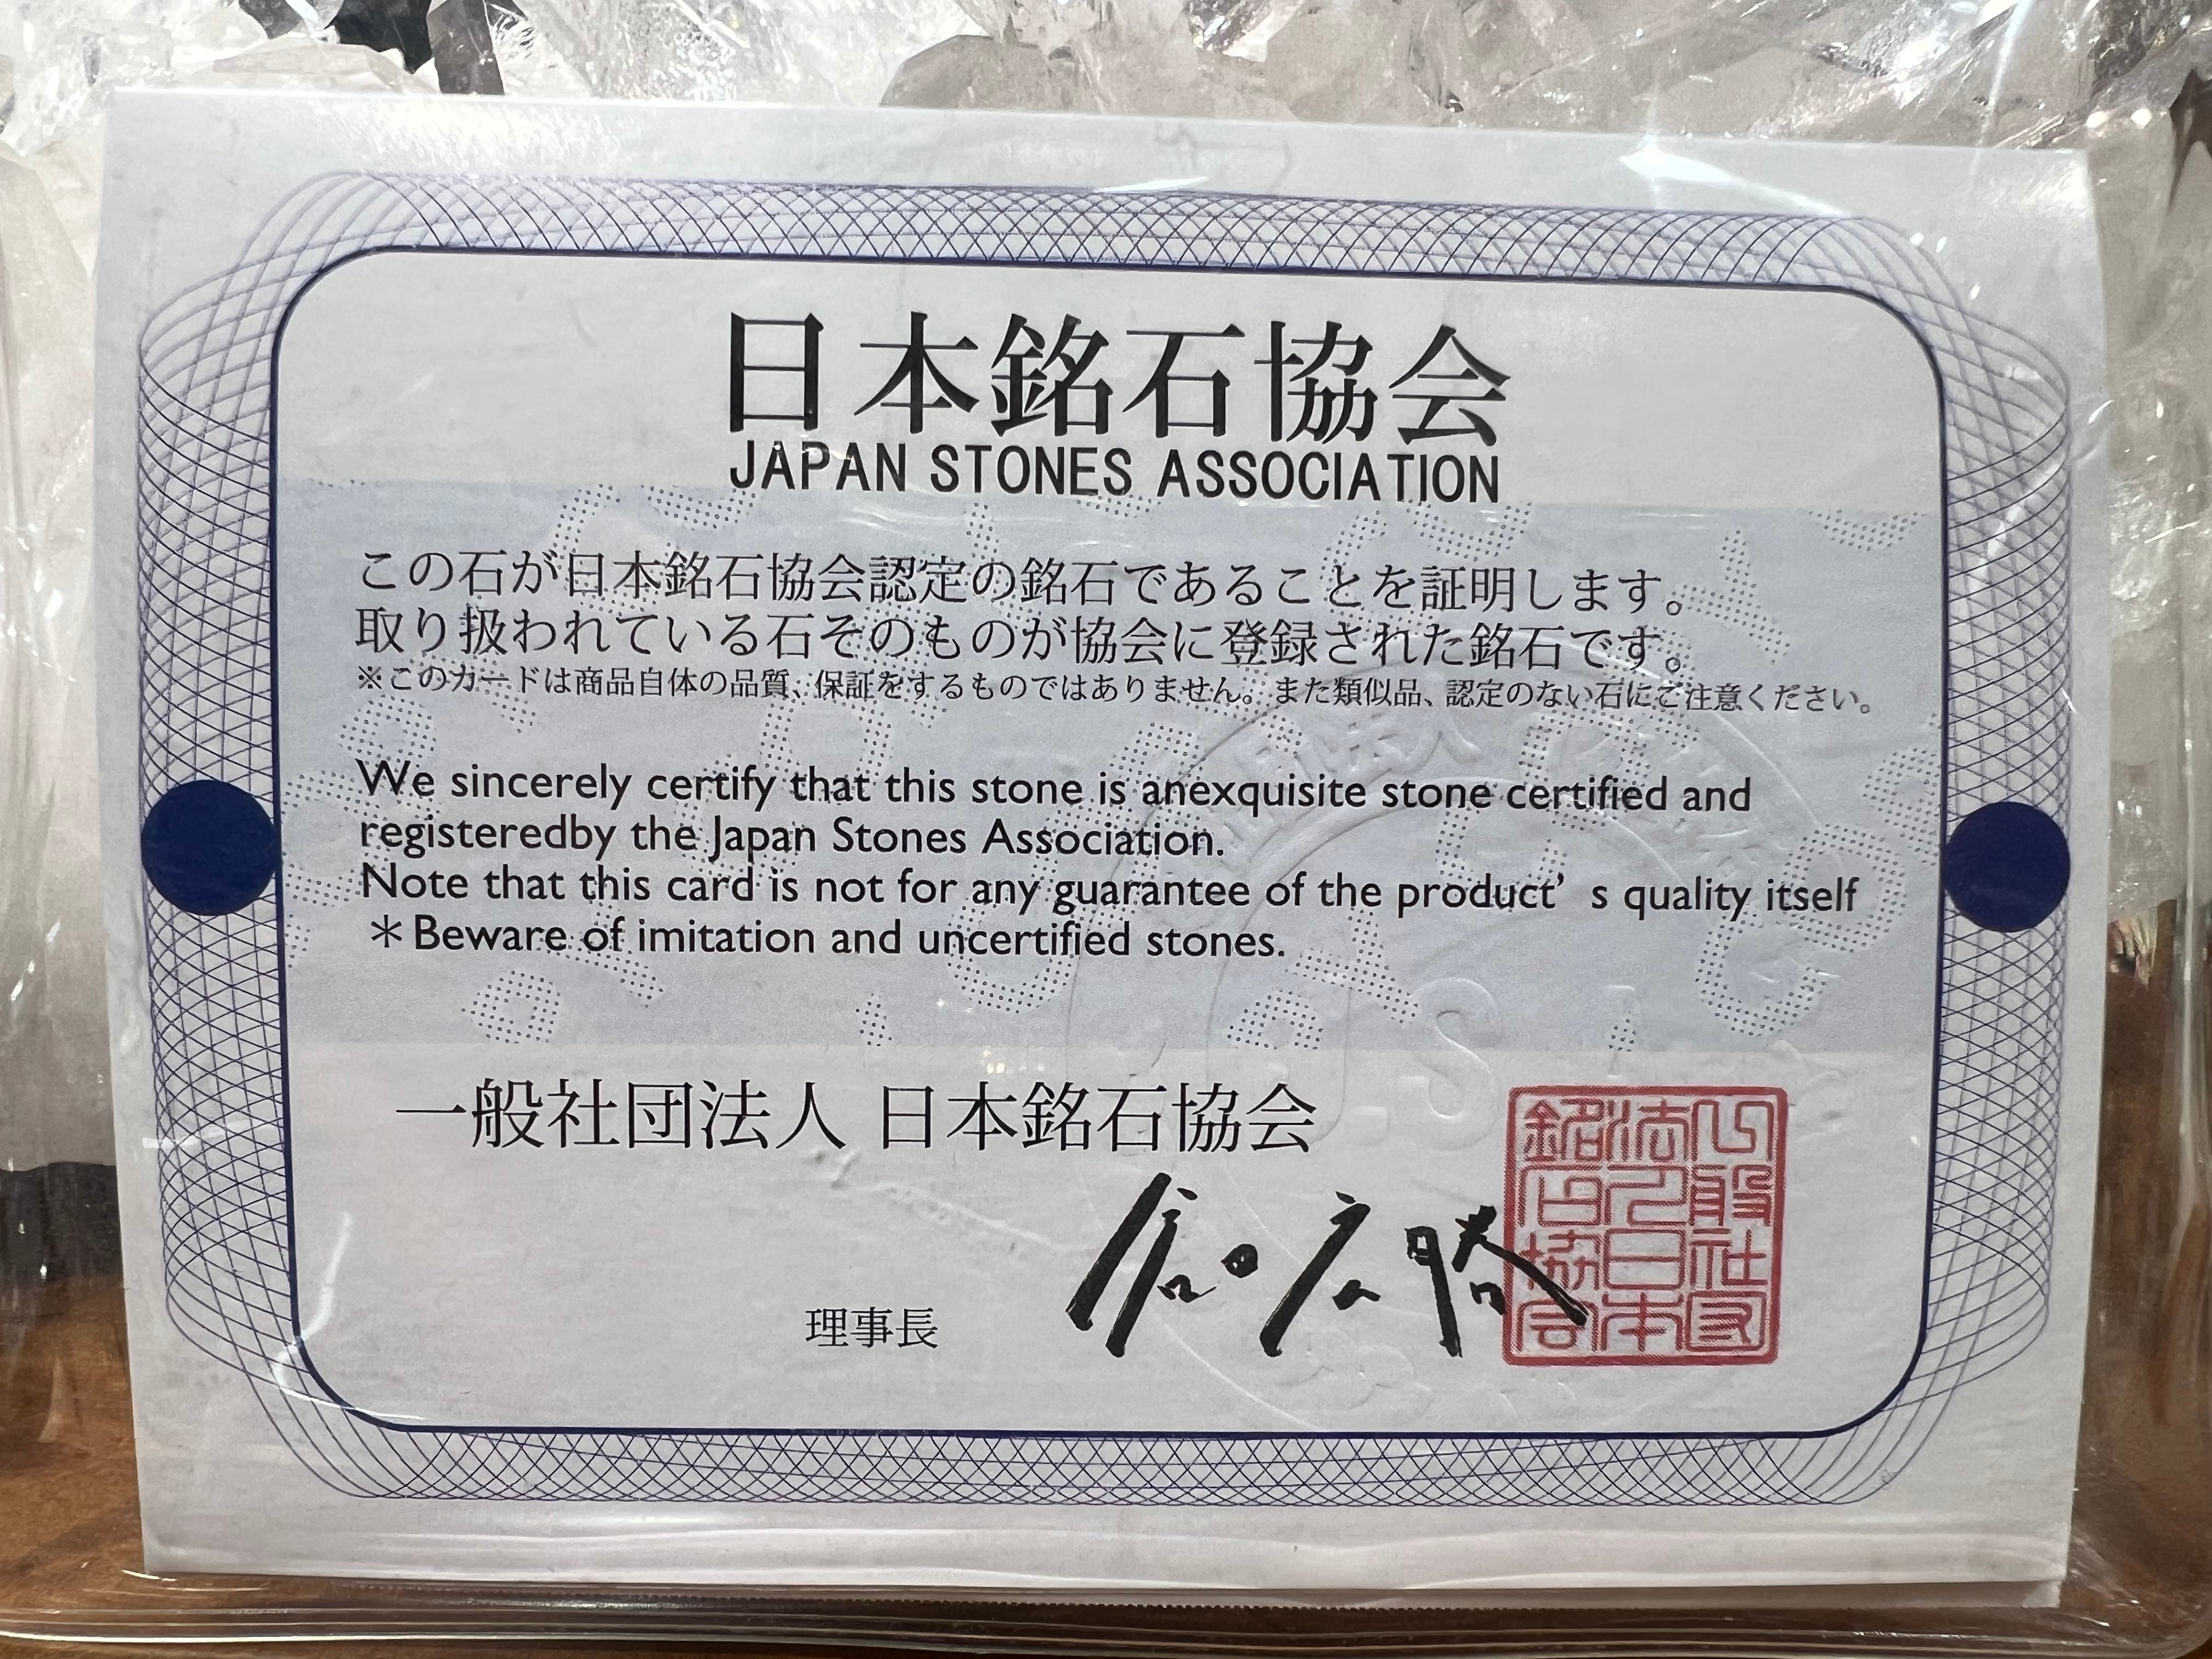 日本銘石協会
JAPAN STONES ASSOCIATION
この石が日本銘石協会認定の銘石であることを証明します。
取り扱われている石そのものが協会に登録された銘石です。
※このカードは商品自体の品質、保証をするものではありません。また類似品、認定のない石にご注意ください。
We sincerely certify that this stone is anexquisite stone certified and
registeredby the Japan Stones Association.
Note that this card is not for any guarantee of the product’s quality itself
＊Beware of imitation and uncertified stones.
一般社団法人 日本銘石協会
理事長